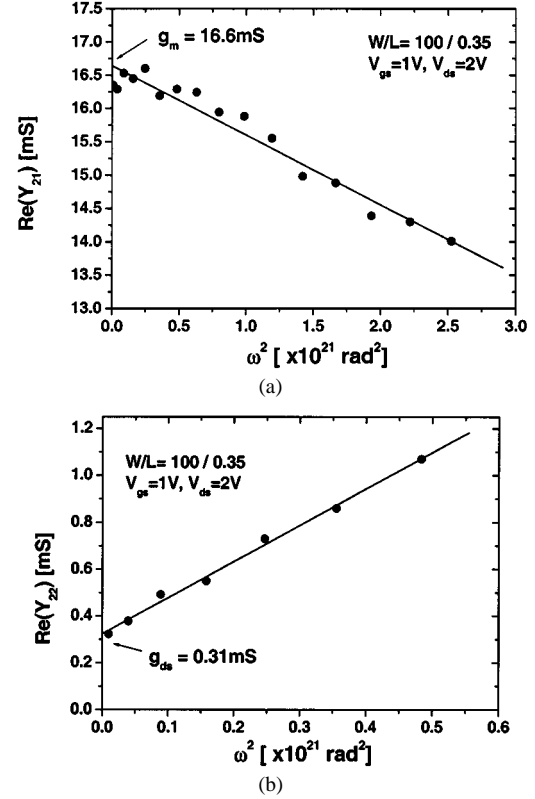 17.5
17.0
16.5
16.0
15.5
15.0
14.5
14.0
13.5
13.0
Re(Y₂₁) [mS]
gₘ = 16.6mS
W/L= 100 / 0.35
V_gs=1V, V_ds=2V
0.0 0.5 1.0 1.5 2.0 2.5 3.0
ω² [ x10²¹ rad²]
(a)
1.2
1.0
0.8
0.6
0.4
0.2
0.0
Re(Y₂₂) [mS]
W/L= 100 / 0.35
V_gs=1V, V_ds=2V
g_ds = 0.31mS
0.0 0.1 0.2 0.3 0.4 0.5 0.6
ω² [ x10²¹ rad²]
(b)